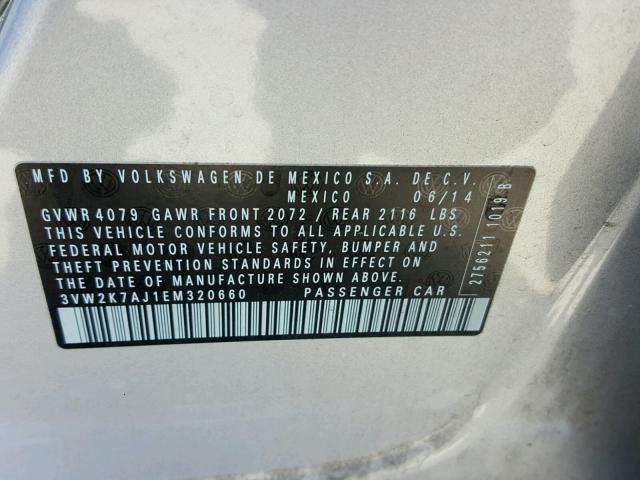 MFD BY VOLKSWAGEN DE MEXICO S.A. DE C.V.
MEXICO 06/14
GVWR 4079 GAWR FRONT 2072 / REAR 2116 LBS
THIS VEHICLE CONFORMS TO ALL APPLICABLE U.S.
FEDERAL MOTOR VEHICLE SAFETY, BUMPER AND
THEFT PREVENTION STANDARDS IN EFFECT ON
THE DATE OF MANUFACTURE SHOWN ABOVE.
3VW2K7AJ1EM320660 PASSENGER CAR
2756211 1019 B